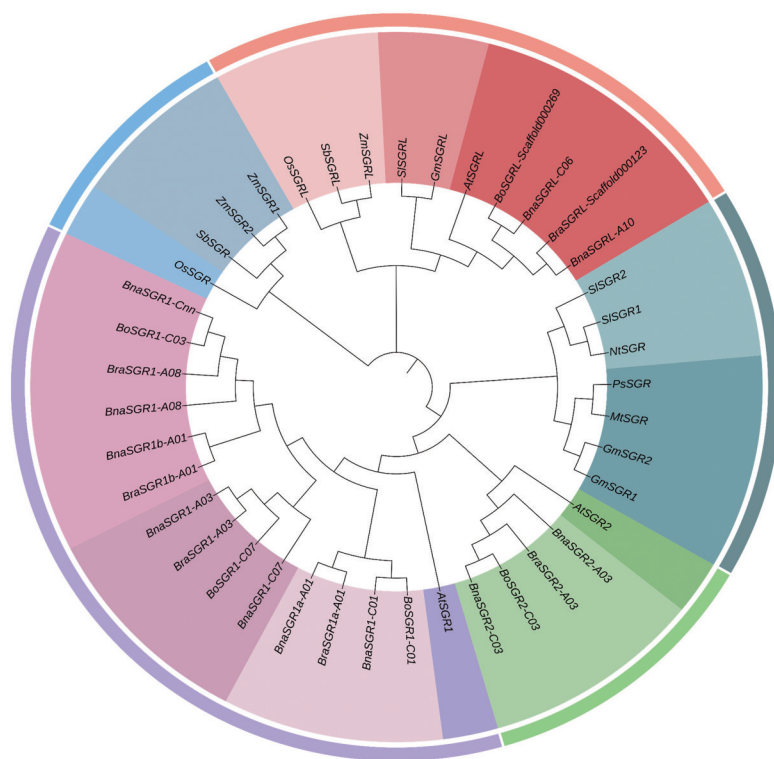 OsSGRL
SbSGRL
ZmSGRL
SlSGRL
GmSGRL
AtSGRL
BoSGRL-Scaffold000269
BnaSGRL-C06
BraSGRL-Scaffold000123
BnaSGRL-A10
SlSGR2
SlSGR1
NtSGR
PsSGR
MtSGR
GmSGR2
GmSGR1
AtSGR2
BnaSGR2-A03
BraSGR2-A03
BoSGR2-C03
BnaSGR2-C03
AtSGR1
BoSGR1-C01
BnaSGR1-C01
BraSGR1a-A01
BnaSGR1a-A01
BnaSGR1-C07
BoSGR1-C07
BraSGR1-A03
BnaSGR1-A03
BraSGR1b-A01
BnaSGR1b-A01
BnaSGR1-A08
BraSGR1-A08
BoSGR1-C03
BnaSGR1-Cnn
OsSGR
SbSGR
ZmSGR2
ZmSGR1